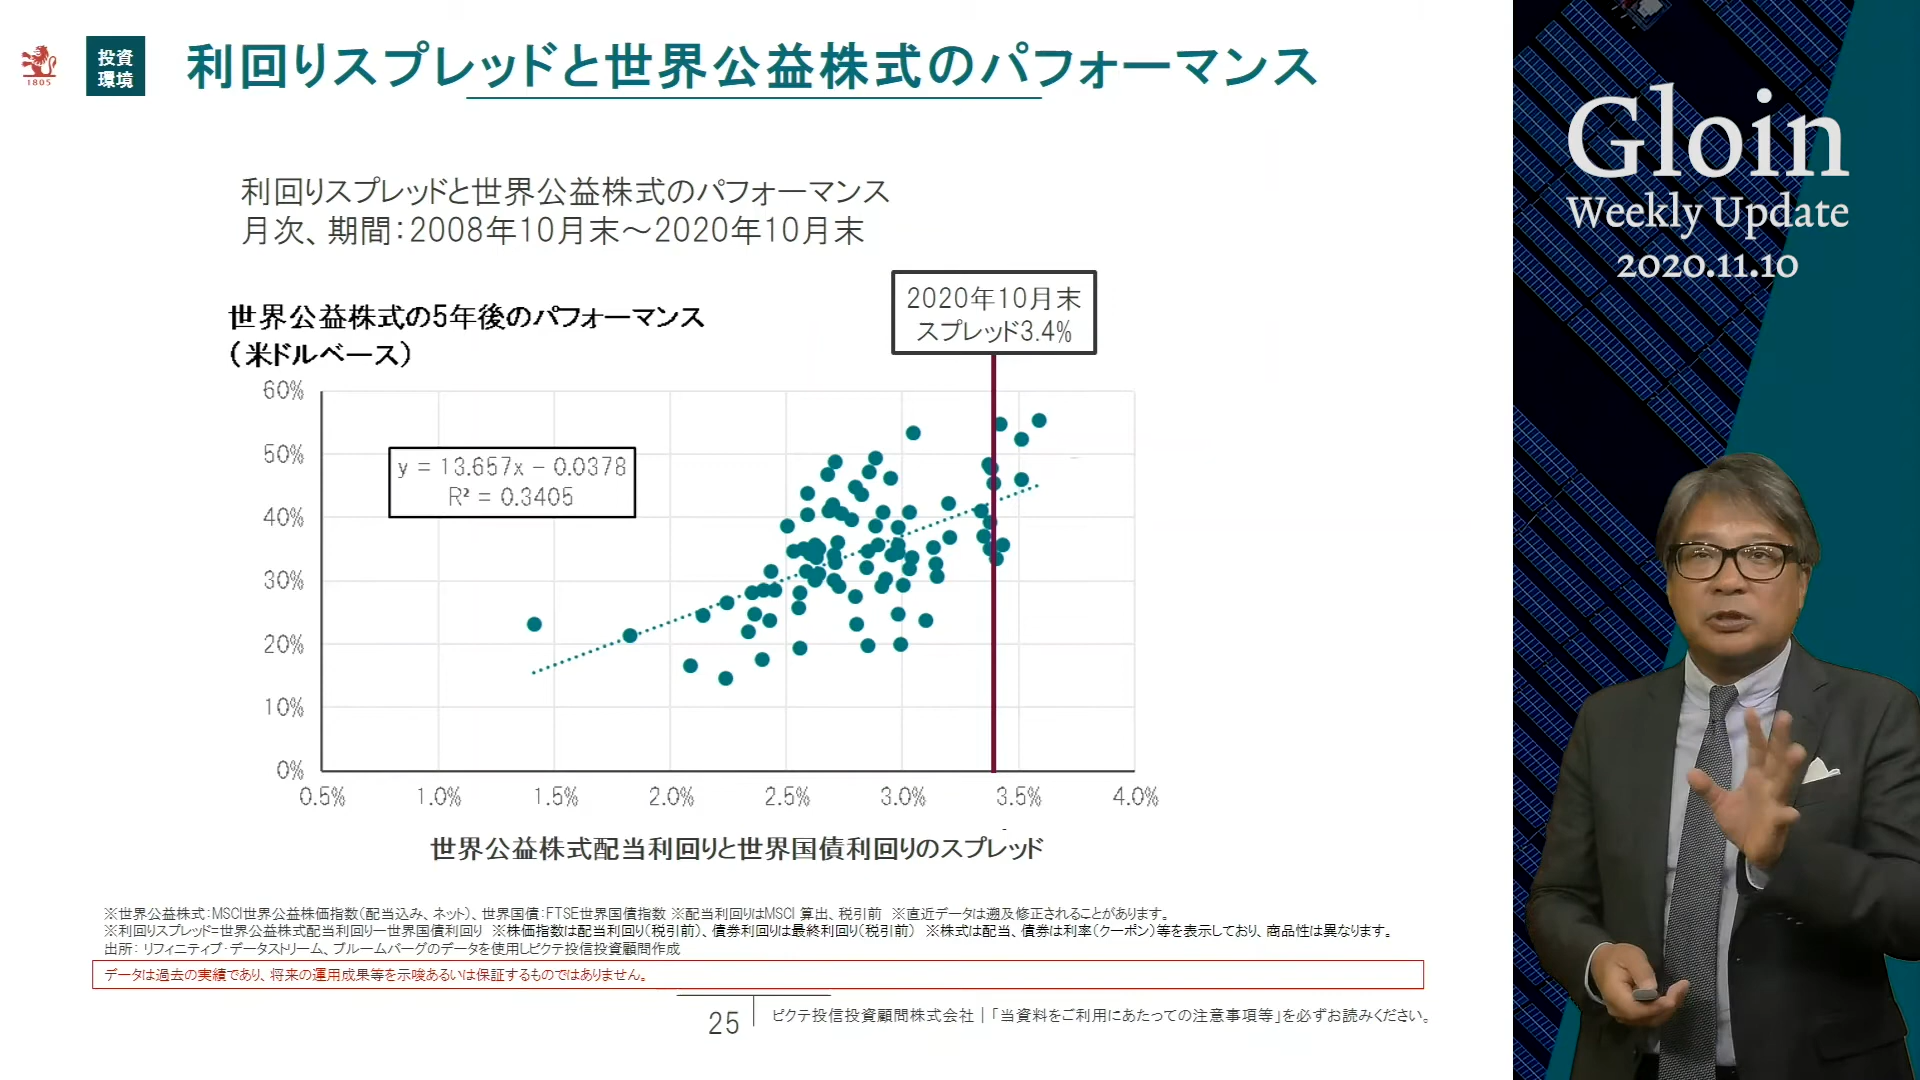 1805
投資
環境
利回りスプレッドと世界公益株式のパフォーマンス
利回りスプレッドと世界公益株式のパフォーマンス
月次、期間：2008年10月末～2020年10月末
世界公益株式の5年後のパフォーマンス
（米ドルベース）
2020年10月末
スプレッド3.4%
60%
50%
40%
30%
20%
10%
0%
y = 13.657x − 0.0378
R² = 0.3405
0.5% 1.0% 1.5% 2.0% 2.5% 3.0% 3.5% 4.0%
世界公益株式配当利回りと世界国債利回りのスプレッド
※世界公益株式：MSCI世界公益株価指数（配当込み、ネット）、世界国債：FTSE世界国債指数 ※配当利回りはMSCI 算出、税引前 ※直近データは遡及修正されることがあります。
※利回りスプレッド=世界公益株式配当利回りー世界国債利回り ※株価指数は配当利回り（税引前）、債券利回りは最終利回り（税引前） ※株式は配当、債券は利率（クーポン）等を表示しており、商品性は異なります。
出所：リフィニティブ・データストリーム、ブルームバーグのデータを使用しピクテ投信投資顧問作成
データは過去の実績であり、将来の運用成果等を示唆あるいは保証するものではありません。
25
ピクテ投信投資顧問株式会社｜「当資料をご利用にあたっての注意事項等」を必ずお読みください。
Gloin
Weekly Update
2020.11.10